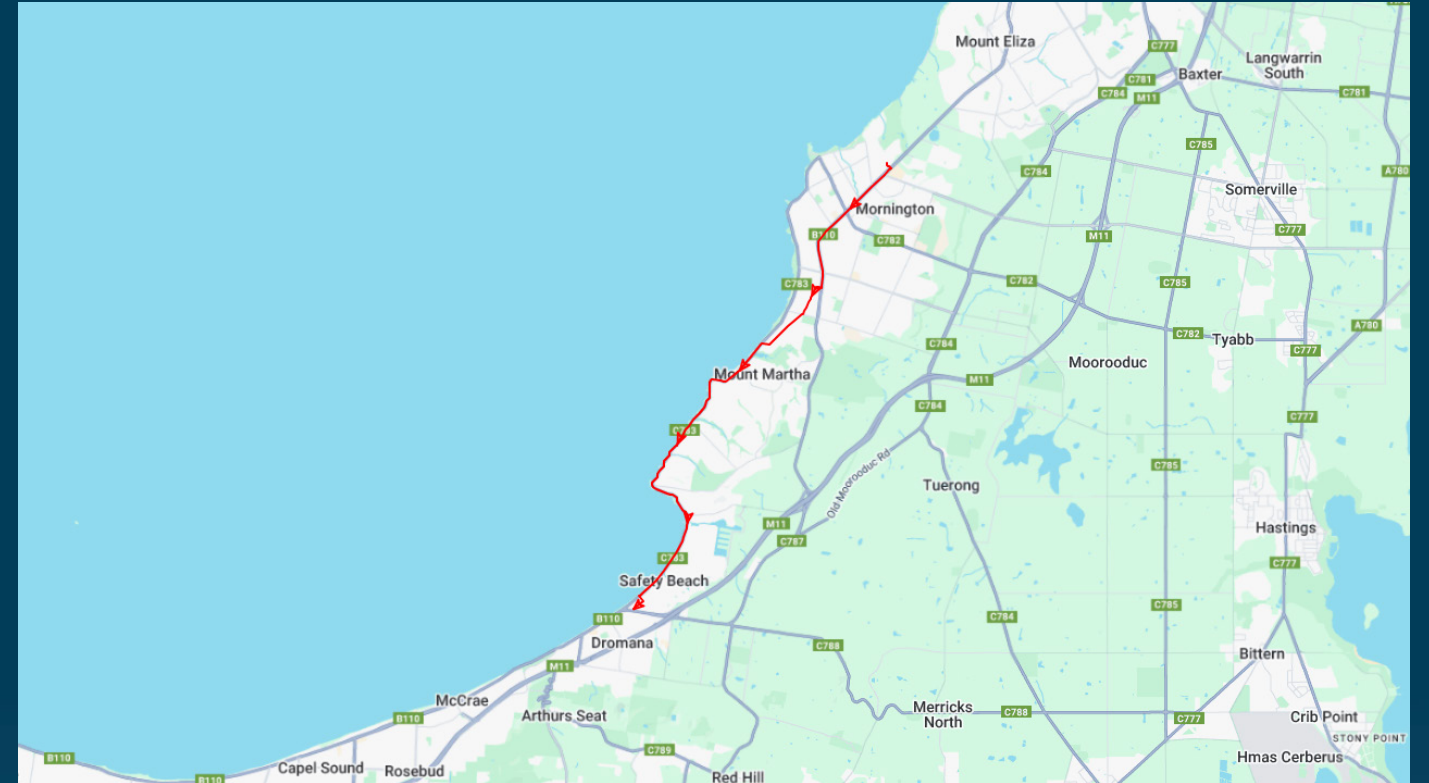 Mount Eliza
C777
Langwarrin
South
Baxter
C781
C784
M11
C781
C785
C784
A780
Somerville
Mornington
B110
C782
C777
M11
C783
C782
C785
C782
Tyabb
A780
C784
C777
Moorooduc
Mount Martha
M11
C784
C777
C783
Old Moorooduc Rd
C785
Tuerong
M11
Hastings
C787
C783
C777
Safety Beach
C785
B110
C784
Dromana
C788
Bittern
M11
McCrae
Arthurs Seat
Merricks
North
C788
B110
C777
Crib Point
STONY POINT
C789
B110
Capel Sound
Rosebud
Red Hill
Hmas Cerberus
B110